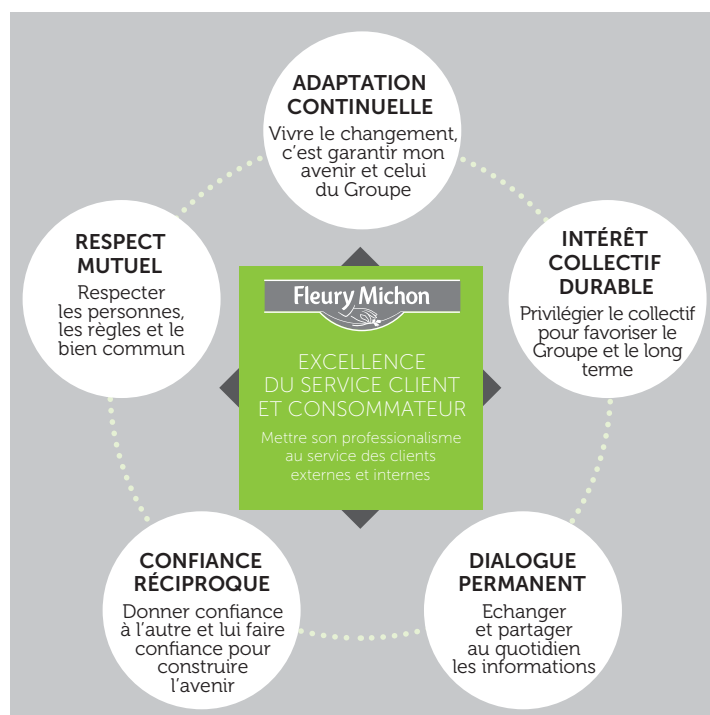 ADAPTATION
CONTINUELLE
Vivre le changement,
c'est garantir mon
avenir et celui
du Groupe
RESPECT
MUTUEL
Respecter
les personnes,
les règles et le
bien commun
INTÉRÊT
COLLECTIF
DURABLE
Privilégier le collectif
pour favoriser le
Groupe et le long
terme
Fleury Michon
EXCELLENCE
DU SERVICE CLIENT
ET CONSOMMATEUR
Mettre son professionalisme
au service des clients
externes et internes
CONFIANCE
RÉCIPROQUE
Donner confiance
à l'autre et lui faire
confiance pour
construire
l'avenir
DIALOGUE
PERMANENT
Echanger
et partager
au quotidien
les informations